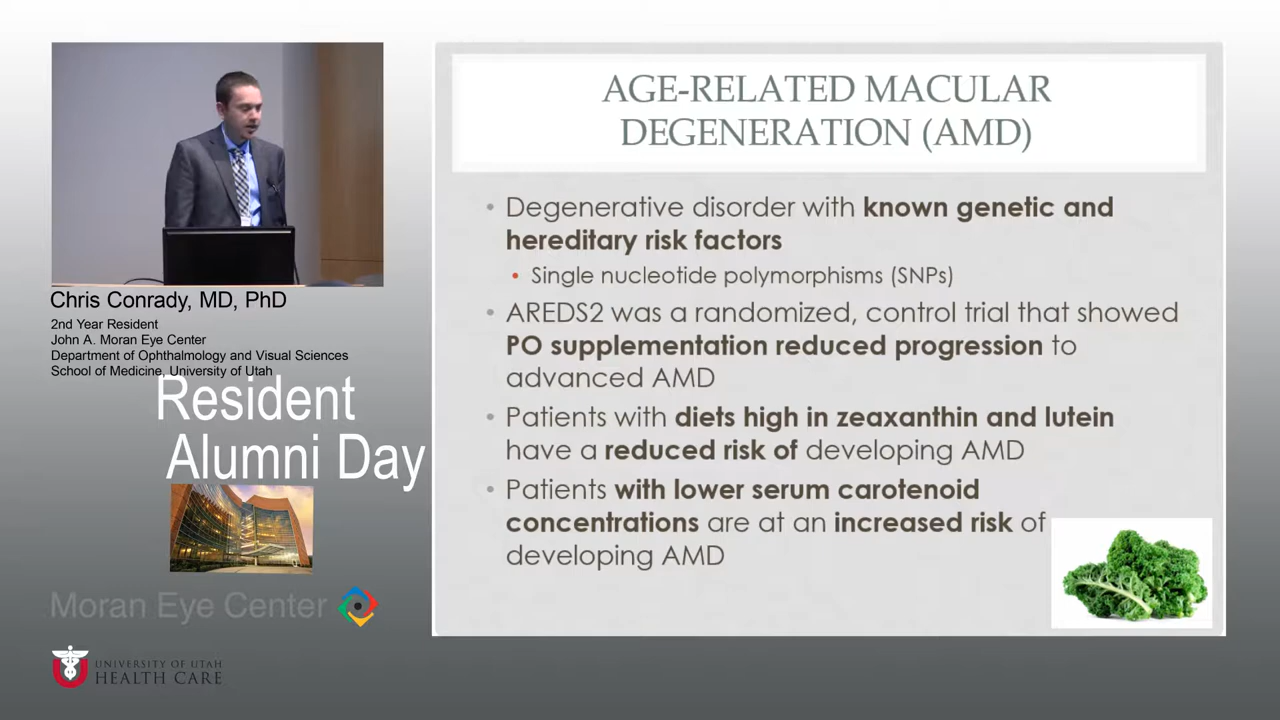 AGE-RELATED MACULAR
DEGENERATION (AMD)
• Degenerative disorder with known genetic and
hereditary risk factors
• Single nucleotide polymorphisms (SNPs)
• AREDS2 was a randomized, control trial that showed
PO supplementation reduced progression to
advanced AMD
• Patients with diets high in zeaxanthin and lutein
have a reduced risk of developing AMD
• Patients with lower serum carotenoid
concentrations are at an increased risk of
developing AMD
Chris Conrady, MD, PhD
2nd Year Resident
John A. Moran Eye Center
Department of Ophthalmology and Visual Sciences
School of Medicine, University of Utah
Resident
Alumni Day
Moran Eye Center
U
UNIVERSITY OF UTAH
HEALTH CARE